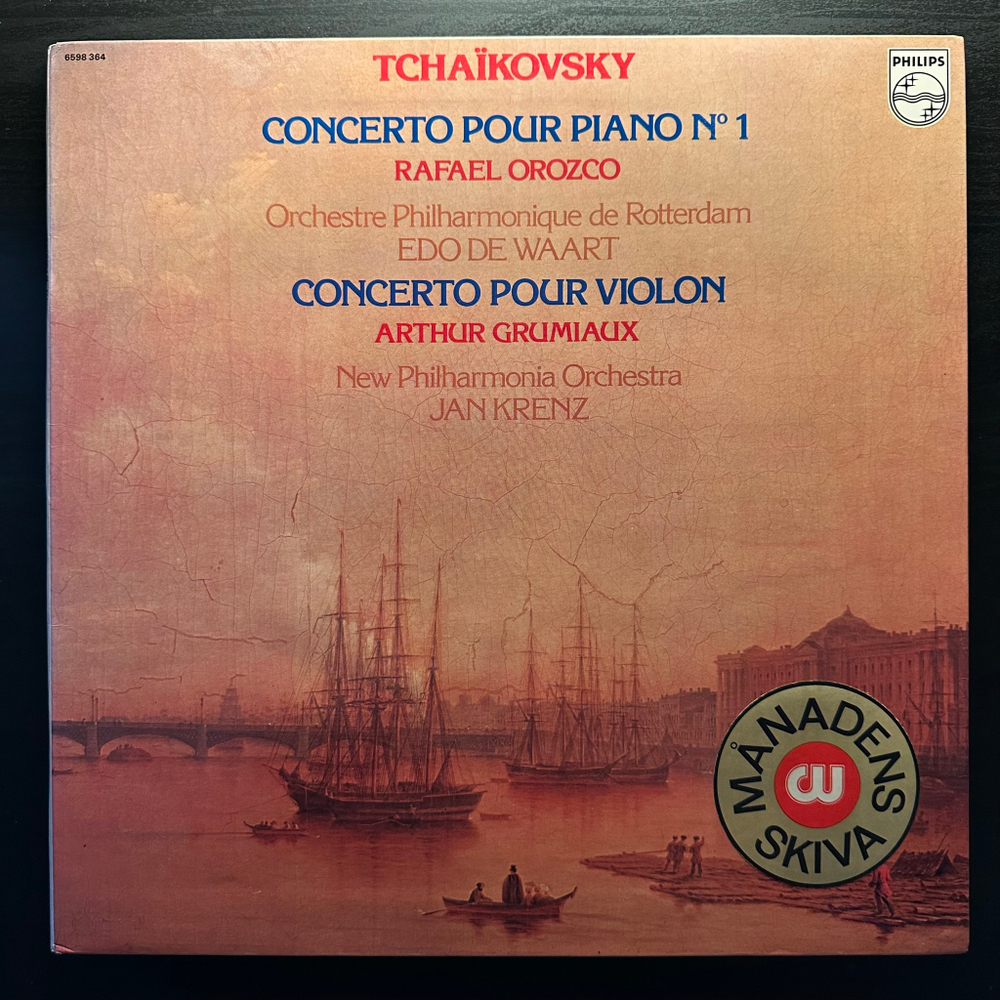 6598 364
TCHAÏKOVSKY
PHILIPS
CONCERTO POUR PIANO Nº 1
RAFAEL OROZCO
Orchestre Philharmonique de Rotterdam
EDO DE WAART
CONCERTO POUR VIOLON
ARTHUR GRUMIAUX
New Philharmonia Orchestra
JAN KRENZ
MÅNADENS
SKIVA